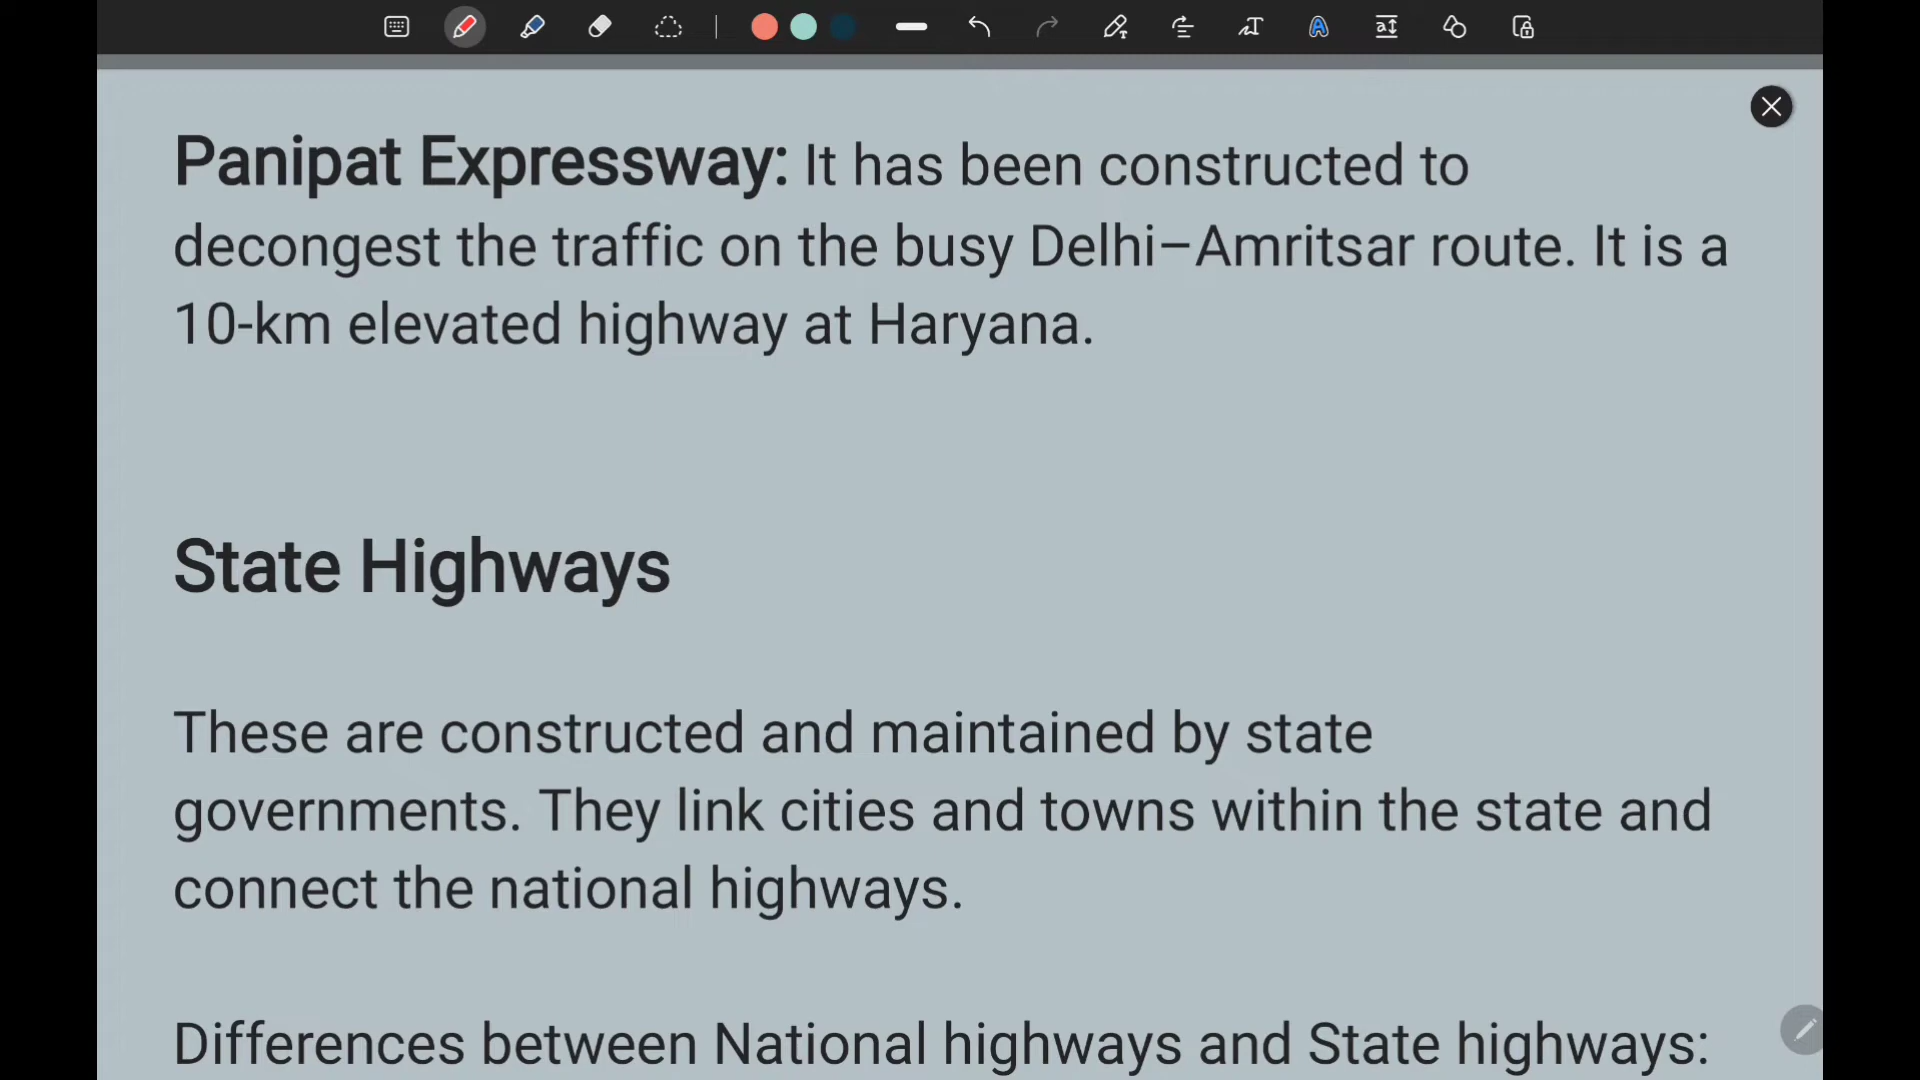 Panipat Expressway: It has been constructed to
decongest the traffic on the busy Delhi–Amritsar route. It is a
10-km elevated highway at Haryana.
State Highways
These are constructed and maintained by state
governments. They link cities and towns within the state and
connect the national highways.
Differences between National highways and State highways: